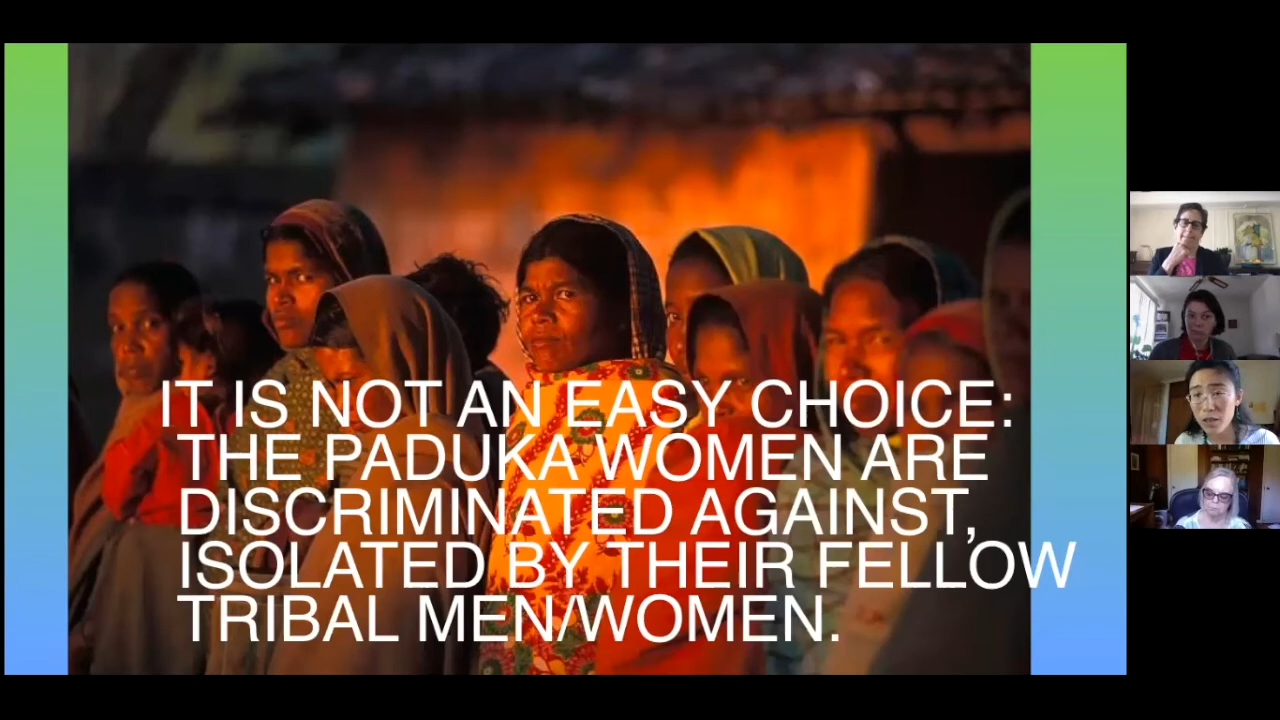 IT IS NOT AN EASY CHOICE:
THE PADUKA WOMEN ARE
DISCRIMINATED AGAINST,
ISOLATED BY THEIR FELLOW
TRIBAL MEN/WOMEN.